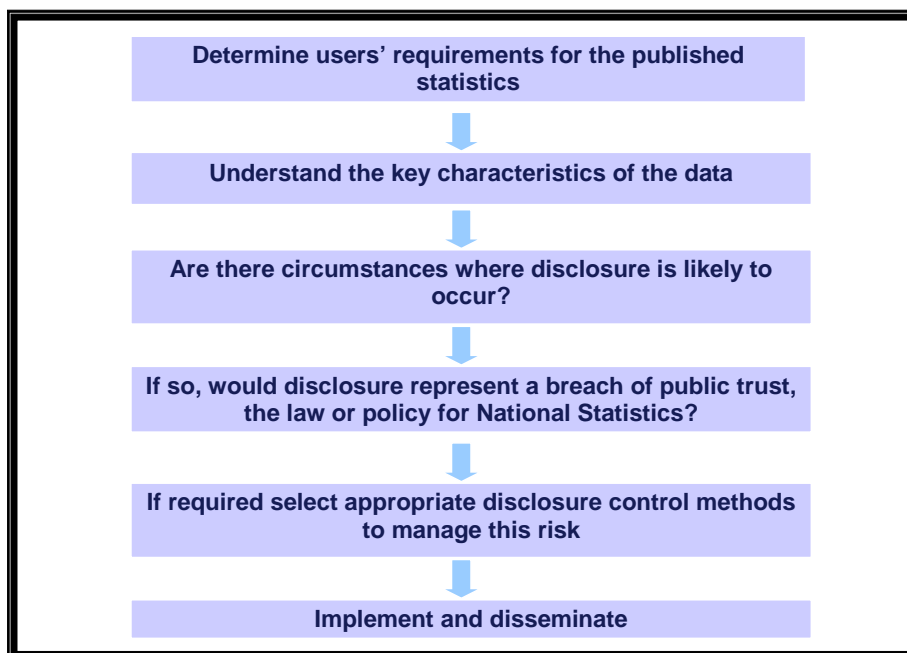 Determine users’ requirements for the published
statistics
Understand the key characteristics of the data
Are there circumstances where disclosure is likely to
occur?
If so, would disclosure represent a breach of public trust,
the law or policy for National Statistics?
If required select appropriate disclosure control methods
to manage this risk
Implement and disseminate